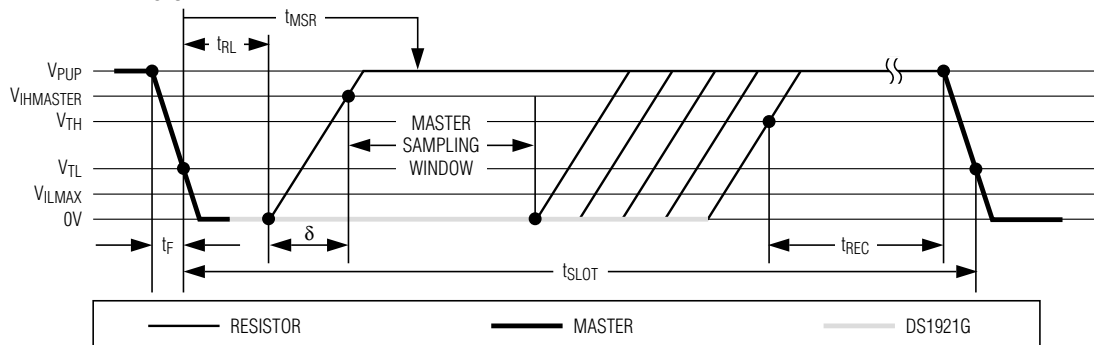 tMSR
tRL
VPUP
VIHMASTER
VTH
MASTER
SAMPLING
WINDOW
VTL
VILMAX
0V
tF
δ
tREC
tSLOT
RESISTOR MASTER DS1921G